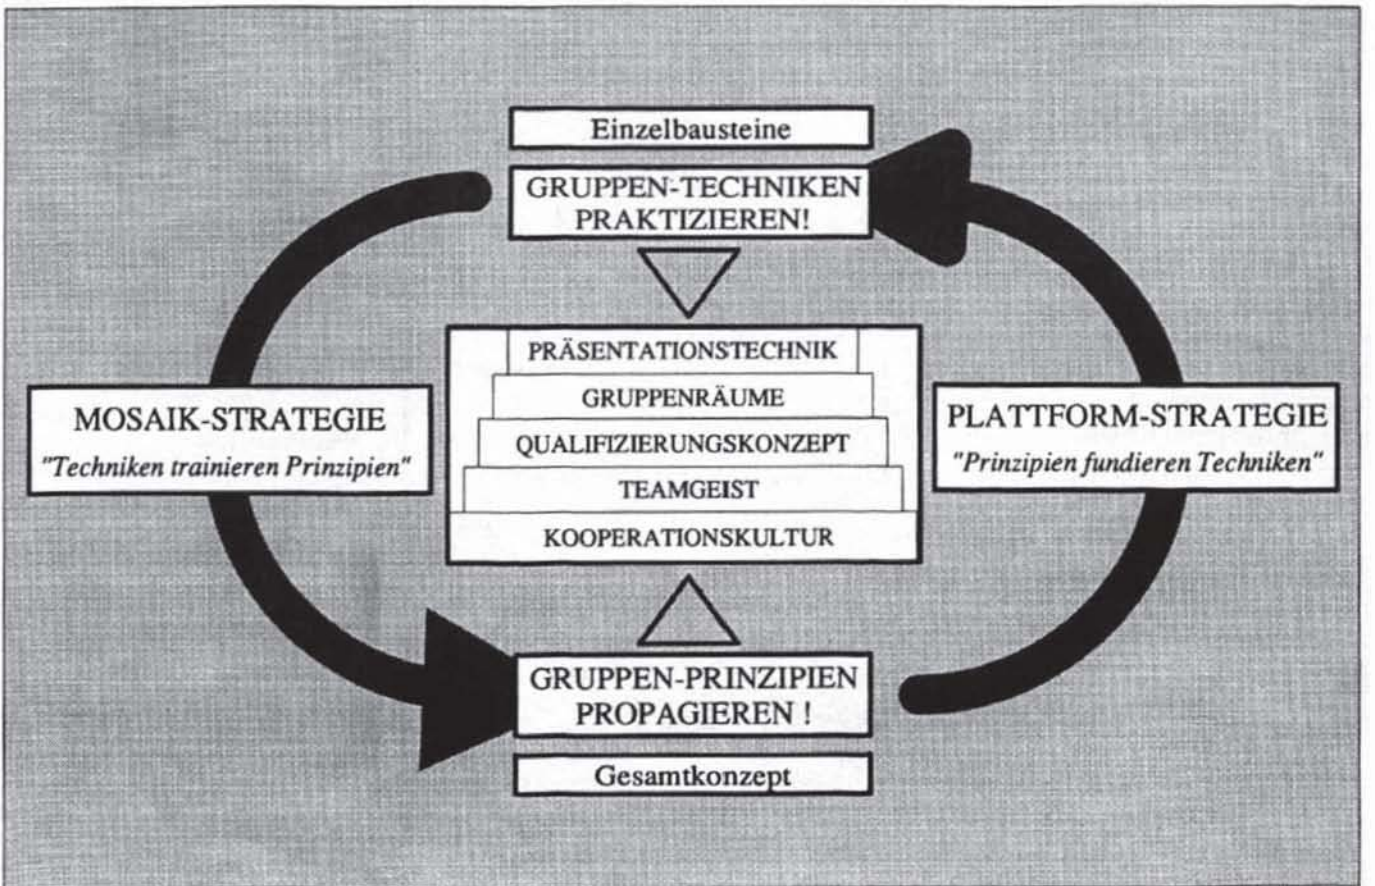 Einzelbausteine
GRUPPEN-TECHNIKEN
PRAKTIZIEREN!
PRÄSENTATIONSTECHNIK
GRUPPENRÄUME
QUALIFIZIERUNGSKONZEPT
TEAMGEIST
KOOPERATIONSKULTUR
MOSAIK-STRATEGIE
"Techniken trainieren Prinzipien"
PLATTFORM-STRATEGIE
"Prinzipien fundieren Techniken"
GRUPPEN-PRINZIPIEN
PROPAGIEREN !
Gesamtkonzept